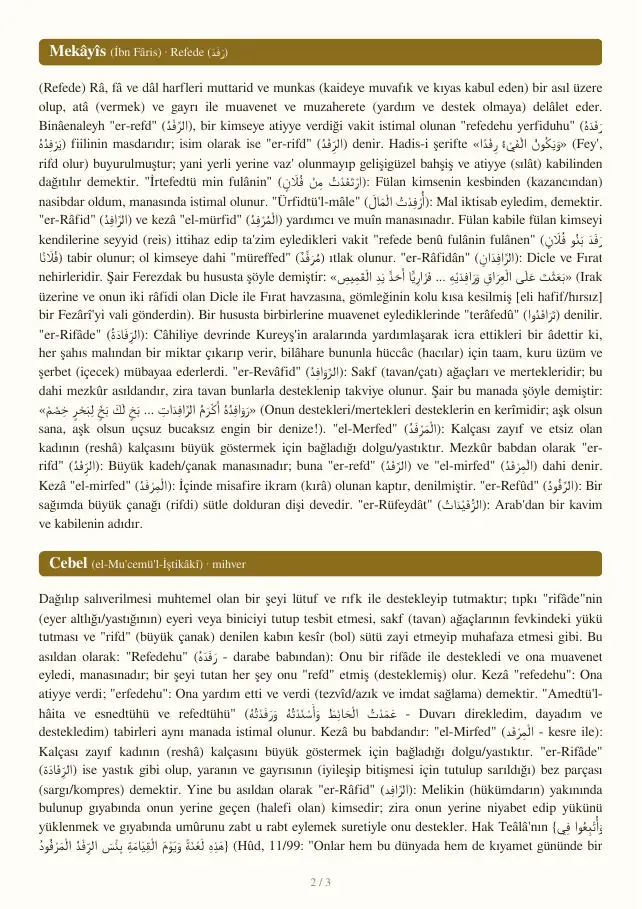 Mekâyîs (İbn Fâris) · Refede (رَفَدَ)
(Refede) Râ, fâ ve dâl harfleri muttarid ve munkas (kaideye muvafık ve kıyas kabul eden) bir asıl üzere
olup, atâ (vermek) ve gayrı ile muavenet ve muzaherete (yardım ve destek olmaya) delâlet eder.
Binâenaleyh "er-refd" (الرَّفْدُ), bir kimseye atiyye verdiği vakit istimal olunan "refedehu yerfiduhu" (رَفَدَهُ
يَرْفِدُهُ) fiilinin masdarıdır; isim olarak ise "er-rifd" (الرِّفْدُ) denir. Hadis-i şerifte «وَيَكُونُ الْفَيْءُ رِفْدًا» (Fey',
rifd olur) buyurulmuştur; yani yerli yerine vaz' olunmayıp gelişigüzel bahşiş ve atiyye (sılât) kabilinden
dağıtılır demektir. "İrtefedtü min fulânin" (ارْتَفَدْتُ مِنْ فُلَانٍ): Fülan kimsenin kesbinden (kazancından)
nasibdar oldum, manasında istimal olunur. "Ürfidtü'l-mâle" (أُرْفِدْتُ الْمَالَ): Mal iktisab eyledim, demektir.
"er-Râfid" (الرَّافِدُ) ve kezâ "el-mürfid" (الْمُرْفِدُ) yardımcı ve muîn manasınadır. Fülan kabile fülan kimseyi
kendilerine seyyid (reis) ittihaz edip ta'zim eyledikleri vakit "refede benû fulânin fulânen" (رَفَدَ بَنُو فُلَانٍ
فُلَانًا) tabir olunur; ol kimseye dahi "müreffed" (مُرَفَّدٌ) ıtlak olunur. "er-Râfidân" (الرَّافِدَانِ): Dicle ve Fırat
nehirleridir. Şair Ferezdak bu hususta şöyle demiştir: «بَعَثْتَ عَلَى الْعِرَاقِ وَرَافِدَيْهِ ... فَزَارِيًّا أَحَذَّ يَدِ الْقَمِيصِ» (Irak
üzerine ve onun iki râfidi olan Dicle ile Fırat havzasına, gömleğinin kolu kısa kesilmiş [eli hafif/hırsız]
bir Fezârî'yi vali gönderdin). Bir hususta birbirlerine muavenet eylediklerinde "terâfedû" (تَرَافَدُوا) denilir.
"er-Rifâde" (الرِّفَادَةُ): Câhiliye devrinde Kureyş'in aralarında yardımlaşarak icra ettikleri bir âdettir ki,
her şahıs malından bir miktar çıkarıp verir, bilâhare bununla hüccâc (hacılar) için taam, kuru üzüm ve
şerbet (içecek) mübayaa ederlerdi. "er-Revâfid" (الرَّوَافِدُ): Sakf (tavan/çatı) ağaçları ve mertekleridir; bu
dahi mezkûr asıldandır, zira tavan bunlarla desteklenip takviye olunur. Şair bu manada şöyle demiştir:
«رَوَافِدُهُ أَكْرَمُ الرَّافِدَاتِ ... بَخٍ لَكَ بَخٍّ لِبَحْرٍ خِضَمّْ» (Onun destekleri/mertekleri desteklerin en kerîmidir; aşk olsun
sana, aşk olsun uçsuz bucaksız engin bir denize!). "el-Merfed" (الْمَرْفَدُ): Kalçası zayıf ve etsiz olan
kadının (reshâ) kalçasını büyük göstermek için bağladığı dolgu/yastıktır. Mezkûr babdan olarak "er-
rifd" (الرِّفْدُ): Büyük kadeh/çanak manasınadır; buna "er-refd" (الرَّفْدُ) ve "el-mirfed" (الْمِرْفَدُ) dahi denir.
Kezâ "el-mirfed" (الْمِرْفَدُ): İçinde misafire ikram (kırâ) olunan kaptır, denilmiştir. "er-Refûd" (الرَّفُودُ): Bir
sağımda büyük çanağı (rifdi) sütle dolduran dişi devedir. "er-Rüfeydât" (الرُّفَيْدَاتُ): Arab'dan bir kavim
ve kabilenin adıdır.
Cebel (el-Mu'cemü'l-İştikâkî) · mihver
Dağılıp salıverilmesi muhtemel olan bir şeyi lütuf ve rıfk ile destekleyip tutmaktır; tıpkı "rifâde"nin
(eyer altlığı/yastığının) eyeri veya biniciyi tutup tesbit etmesi, sakf (tavan) ağaçlarının fevkindeki yükü
tutması ve "rifd" (büyük çanak) denilen kabın kesîr (bol) sütü zayi etmeyip muhafaza etmesi gibi. Bu
asıldan olarak: "Refedehu" (رَفَدَهُ - darabe babından): Onu bir rifâde ile destekledi ve ona muavenet
eyledi, manasınadır; bir şeyi tutan her şey onu "refd" etmiş (desteklemiş) olur. Kezâ "refedehu": Ona
atiyye verdi; "erfedehu": Ona yardım etti ve verdi (tezvîd/azık ve imdat sağlama) demektir. "Amedtü'l-
hâita ve esnedtühü ve refedtühü" (عَمَدْتُ الْحَائِطَ وَأَسْنَدْتُهُ وَرَفَدْتُهُ - Duvarı direkledim, dayadım ve
destekledim) tabirleri aynı manada istimal olunur. Kezâ bu babdandır: "el-Mirfed" (الْمِرْفَد - kesre ile):
Kalçası zayıf kadının (reshâ) kalçasını büyük göstermek için bağladığı dolgu/yastıktır. "er-Rifâde"
(الرِّفَادَة) ise yastık gibi olup, yaranın ve gayrısının (iyileşip bitişmesi için tutulup sarıldığı) bez parçası
(sargı/kompres) demektir. Yine bu asıldan olarak "er-Râfid" (الرَّافِد): Melikin (hükümdarın) yakınında
bulunup gıyabında onun yerine geçen (halefi olan) kimsedir; zira onun yerine niyabet edip yükünü
yüklenmek ve gıyabında umûrunu zabt u rabt eylemek suretiyle onu destekler. Hak Teâlâ'nın {وَأُتْبِعُوا فِي
هَٰذِهِ لَعْنَةً وَيَوْمَ الْقِيَامَةِ بِئْسَ الرِّفْدُ الْمَرْفُودُ} (Hûd, 11/99: "Onlar hem bu dünyada hem de kıyamet gününde bir
2 / 3